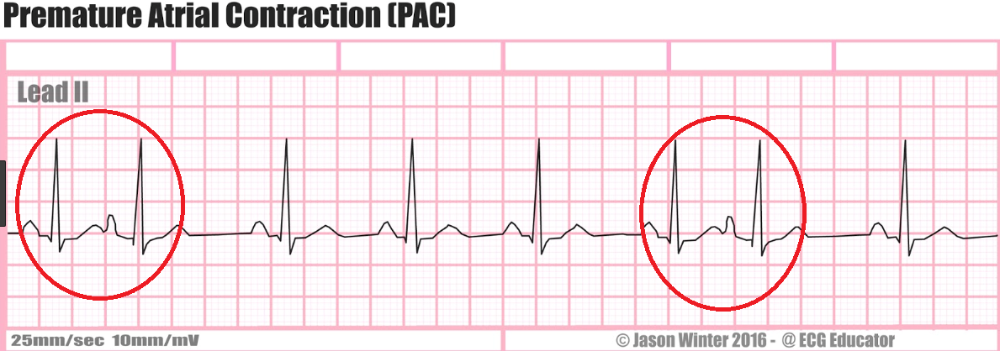 Premature Atrial Contraction (PAC)
Lead II
25mm/sec 10mm/mV
© Jason Winter 2016 - @ ECG Educator